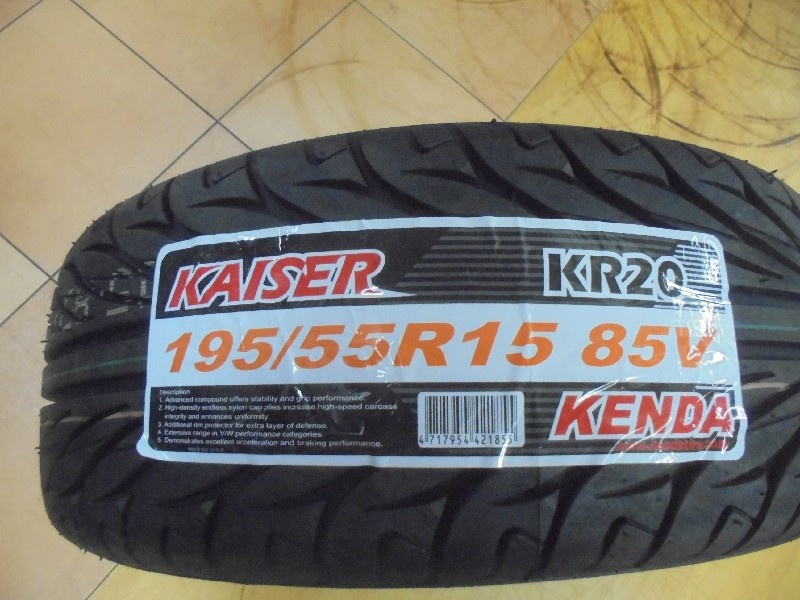 KAISER KR20
195/55R15 85V
Description
1. Advanced compound offers stability and grip performance.
2. High-density endless nylon cap plies increase high-speed carcass
integrity and enhances uniformity.
3. Additional rim protector for extra layer of defense.
4. Extensive range in V/W performance categories.
5. Demonstrates excellent acceleration and braking performance.
4 717954 421855
KENDA